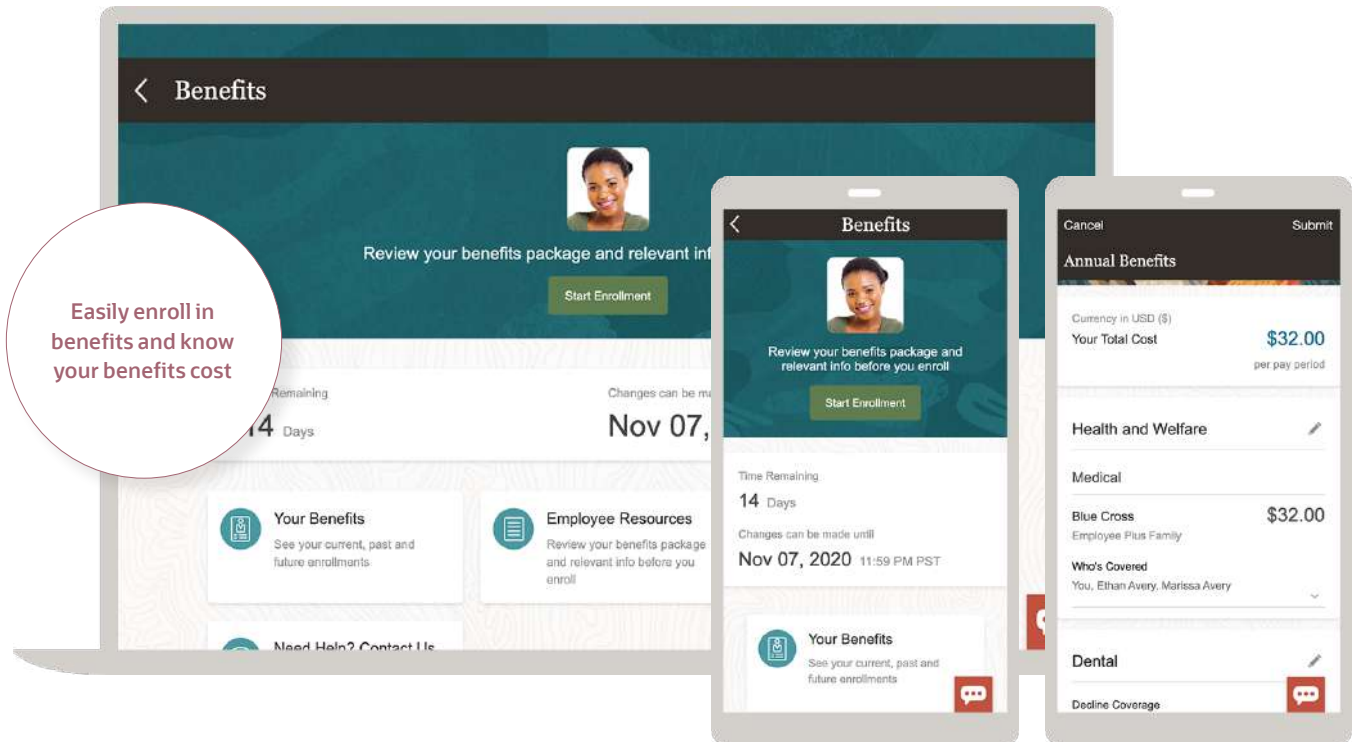 Benefits
Review your benefits package and relevant inf
Start Enrollment
Easily enroll in
benefits and know
your benefits cost
Remaining
14 Days
Changes can be m
Nov 07,
Your Benefits
See your current, past and
future enrollments
Employee Resources
Review your benefits package
and relevant info before you
enroll
Need Help? Contact Us
Benefits
Review your benefits package and
relevant info before you enroll
Start Enrollment
Time Remaining
14 Days
Changes can be made until
Nov 07, 2020 11:59 PM PST
Your Benefits
See your current, past and
future enrollments
Cancel Submit
Annual Benefits
Currency in USD ($)
Your Total Cost $32.00
per pay period
Health and Welfare
Medical
Blue Cross $32.00
Employee Plus Family
Who's Covered
You, Ethan Avery, Marissa Avery
Dental
Decline Coverage